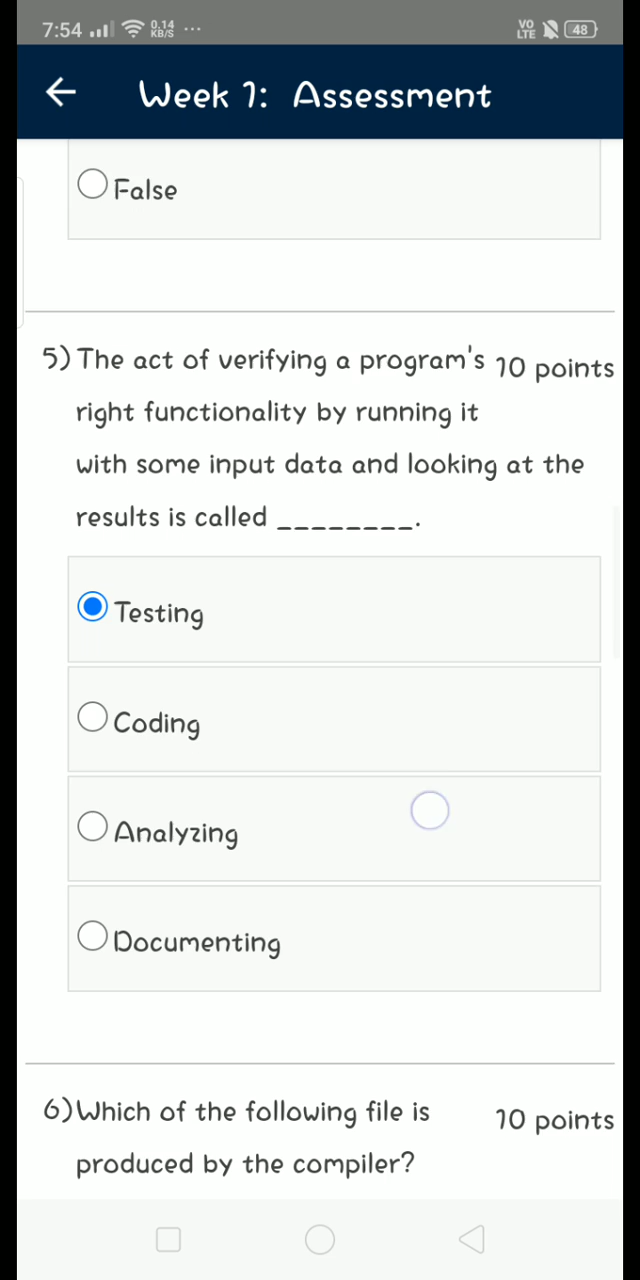 7:54 0.14 KB/S ... VO LTE 48
Week 1: Assessment
False
5) The act of verifying a program's 10 points
right functionality by running it
with some input data and looking at the
results is called ________.
Testing
Coding
Analyzing
Documenting
6) Which of the following file is 10 points
produced by the compiler?